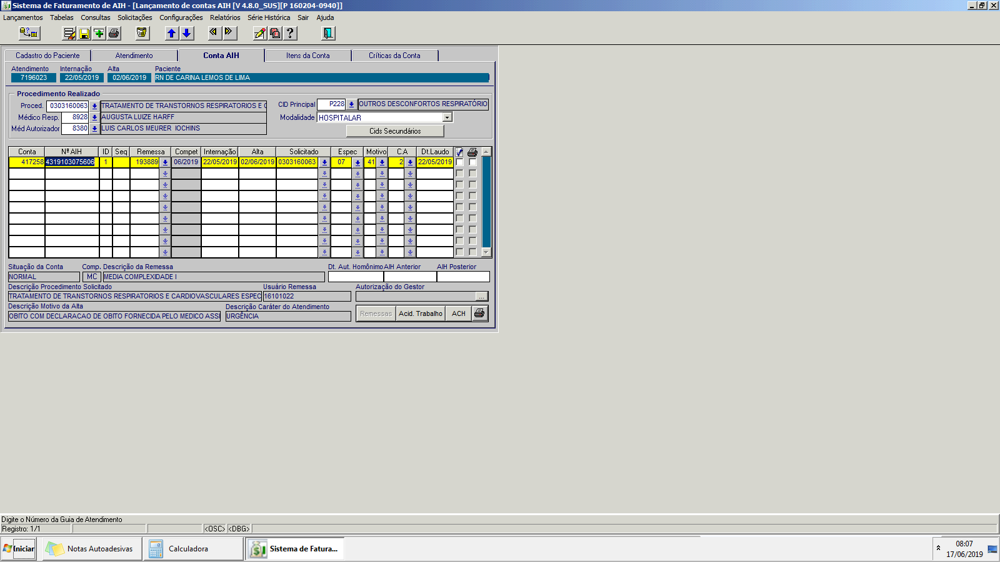 Sistema de Faturamento de AIH - [Lançamento de contas AIH [V 4.8.0_SUS][P 160204-0940]]
Lançamentos Tabelas Consultas Solicitações Configurações Relatórios Série Histórica Sair Ajuda
Cadastro do Paciente Atendimento Conta AIH Itens da Conta Críticas da Conta
Atendimento Internação Alta Paciente
7196023 22/05/2019 02/06/2019 RN DE CARINA LEMOS DE LIMA
Procedimento Realizado
Proced. 0303160063 TRATAMENTO DE TRANSTORNOS RESPIRATORIOS E C CID Principal P228 OUTROS DESCONFORTOS RESPIRATÓRIO
Médico Resp. 8928 AUGUSTA LUIZE HARFF Modalidade HOSPITALAR
Méd Autorizador 8380 LUIS CARLOS MEURER IOCHINS Cids Secundários
Conta Nº AIH ID Seq Remessa Compet Internação Alta Solicitado Espec Motivo C.A Dt.Laudo
417258 4319103075606 1 193889 06/2019 22/05/2019 02/06/2019 0303160063 07 41 2 22/05/2019
Situação da Conta Comp. Descrição da Remessa Dt. Aut. Homônimo AIH Anterior AIH Posterior
NORMAL MC MEDIA COMPLEXIDADE I
Descrição Procedimento Solicitado Usuário Remessa Autorização do Gestor
TRATAMENTO DE TRANSTORNOS RESPIRATORIOS E CARDIOVASCULARES ESPEC 16101022 ...
Descrição Motivo da Alta Descrição Caráter do Atendimento
OBITO COM DECLARACAO DE OBITO FORNECIDA PELO MEDICO ASSI URGÊNCIA Remessas Acid. Trabalho ACH
Digite o Número da Guia de Atendimento
Registro: 1/1 <OSC> <DBG>
Iniciar Notas Autoadesivas Calculadora Sistema de Fatura... 08:07
17/06/2019